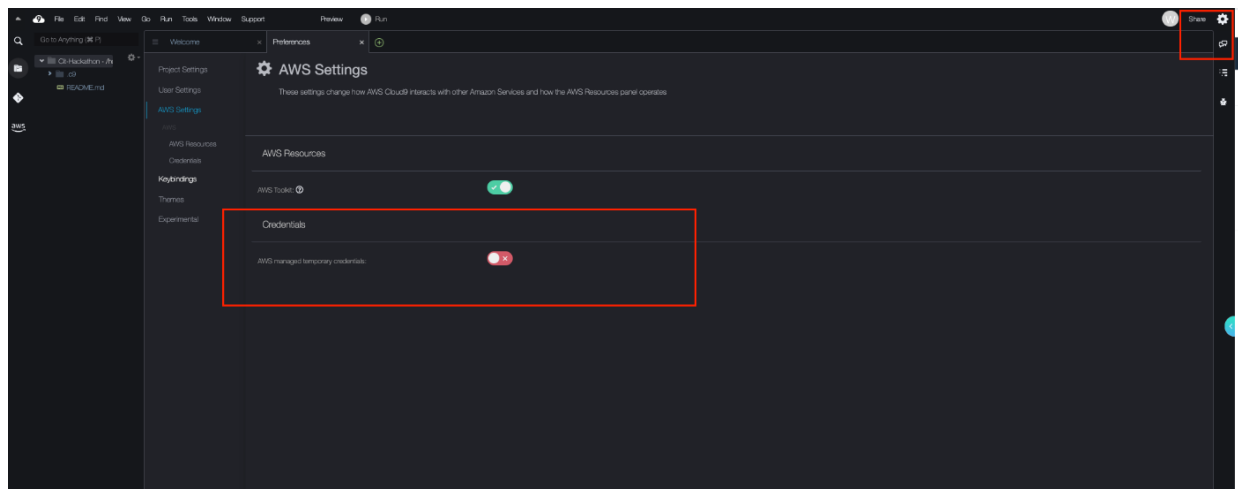 File Edit Find View Go Run Tools Window Support Preview Run
W Share
Go to Anything (⌘ P)
Welcome
Preferences
Citi-Hackathon - /h
.c9
README.md
aws
Project Settings
User Settings
AWS Settings
AWS
AWS Resources
Credentials
Keybindings
Themes
Experimental
AWS Settings
These settings change how AWS Cloud9 interacts with other Amazon Services and how the AWS Resources panel operates
AWS Resources
AWS Toolkit:
Credentials
AWS managed temporary credentials: